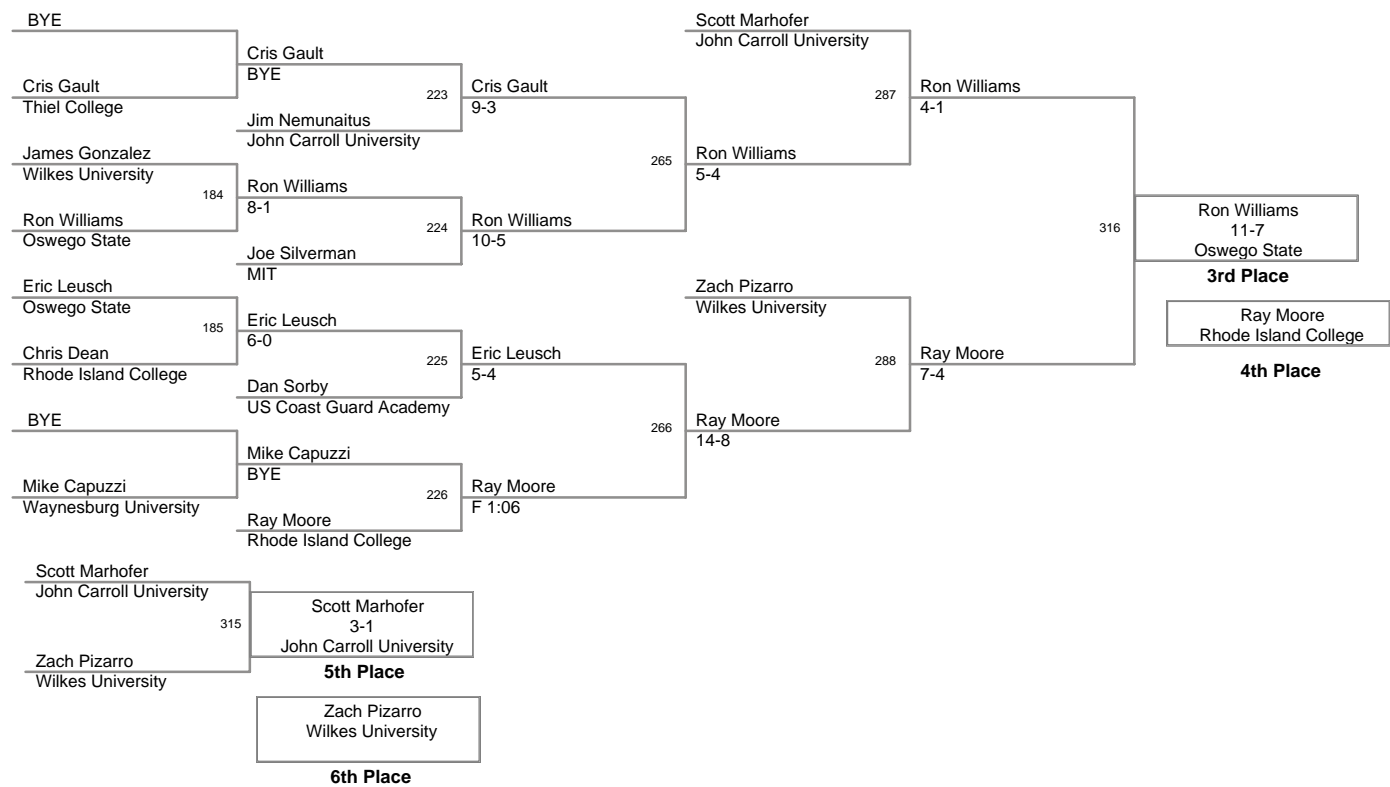 BYE
Cris Gault
Thiel College
James Gonzalez
Wilkes University
184
Ron Williams
Oswego State
Eric Leusch
Oswego State
185
Chris Dean
Rhode Island College
BYE
Mike Capuzzi
Waynesburg University
Cris Gault
BYE
223
Jim Nemunaitus
John Carroll University
Ron Williams
8-1
224
Joe Silverman
MIT
Eric Leusch
6-0
225
Dan Sorby
US Coast Guard Academy
Mike Capuzzi
BYE
226
Ray Moore
Rhode Island College
Cris Gault
9-3
265
Ron Williams
10-5
Eric Leusch
5-4
266
Ray Moore
F 1:06
Scott Marhofer
John Carroll University
287
Ron Williams
5-4
Zach Pizarro
Wilkes University
288
Ray Moore
14-8
Ron Williams
4-1
316
Ray Moore
7-4
Ron Williams
11-7
Oswego State
3rd Place
Ray Moore
Rhode Island College
4th Place
Scott Marhofer
John Carroll University
315
Zach Pizarro
Wilkes University
Scott Marhofer
3-1
John Carroll University
5th Place
Zach Pizarro
Wilkes University
6th Place